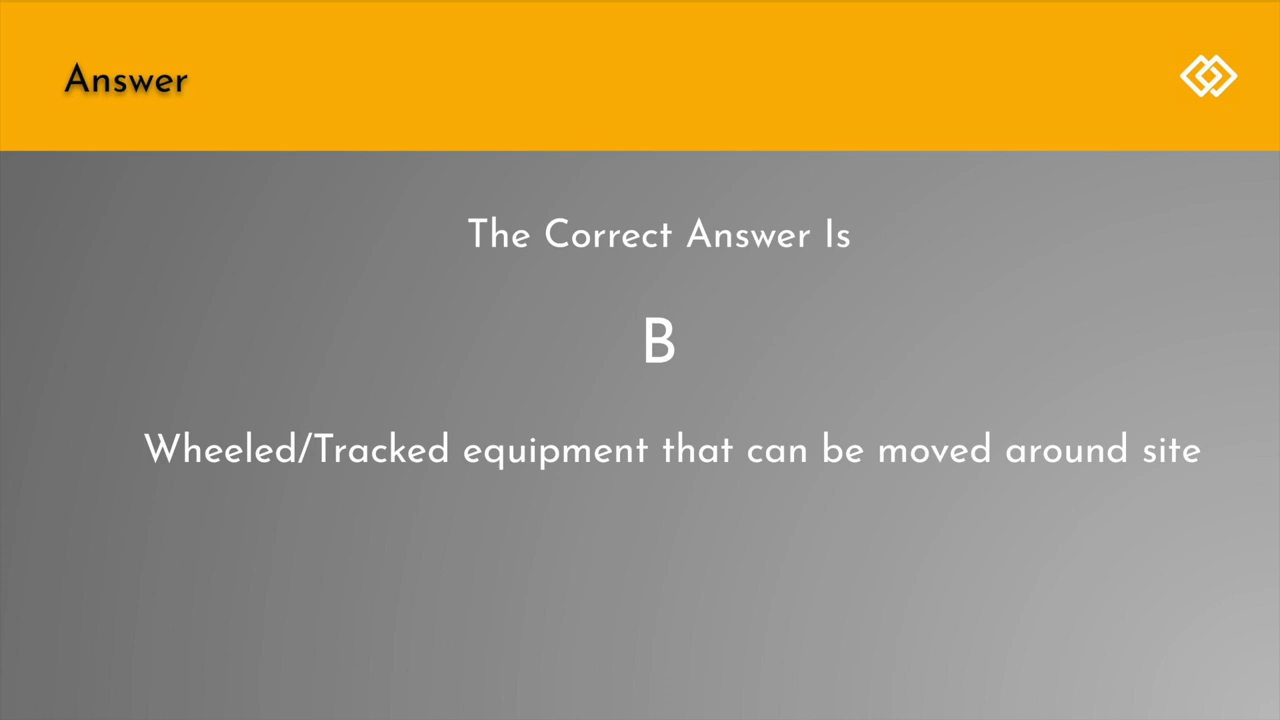 Answer
The Correct Answer Is
B
Wheeled/Tracked equipment that can be moved around site